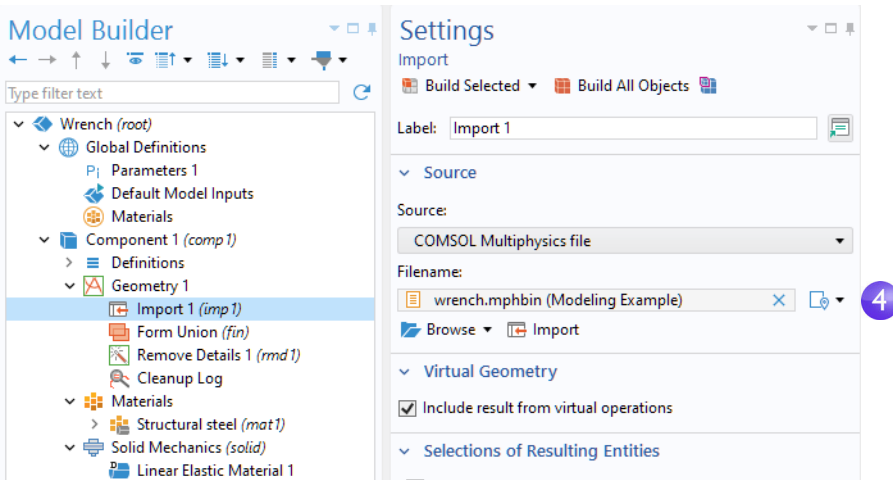 Model Builder
Type filter text
Wrench (root)
Global Definitions
Pi Parameters 1
Default Model Inputs
Materials
Component 1 (comp1)
Definitions
Geometry 1
Import 1 (imp1)
Form Union (fin)
Remove Details 1 (rmd1)
Cleanup Log
Materials
Structural steel (mat1)
Solid Mechanics (solid)
D Linear Elastic Material 1
Settings
Import
Build Selected
Build All Objects
Label: Import 1
Source
Source:
COMSOL Multiphysics file
Filename:
wrench.mphbin (Modeling Example)
4
Browse
Import
Virtual Geometry
Include result from virtual operations
Selections of Resulting Entities